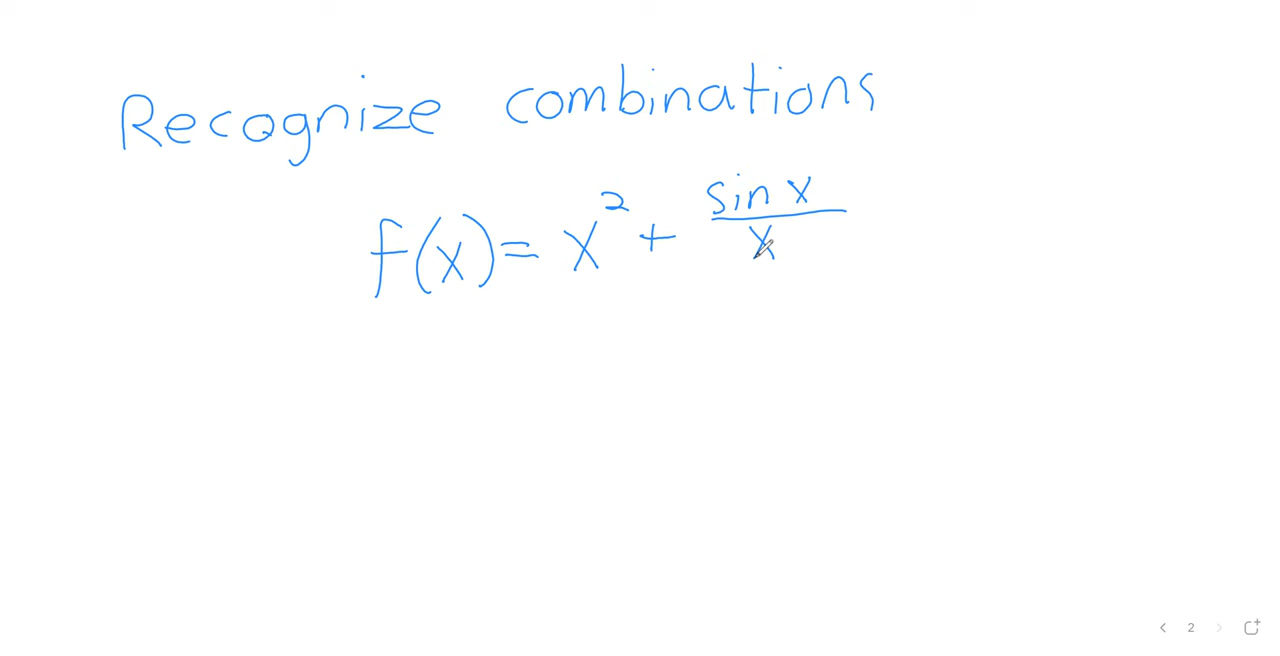 Recognize combinations
f(x) = x² + sin x / x
2